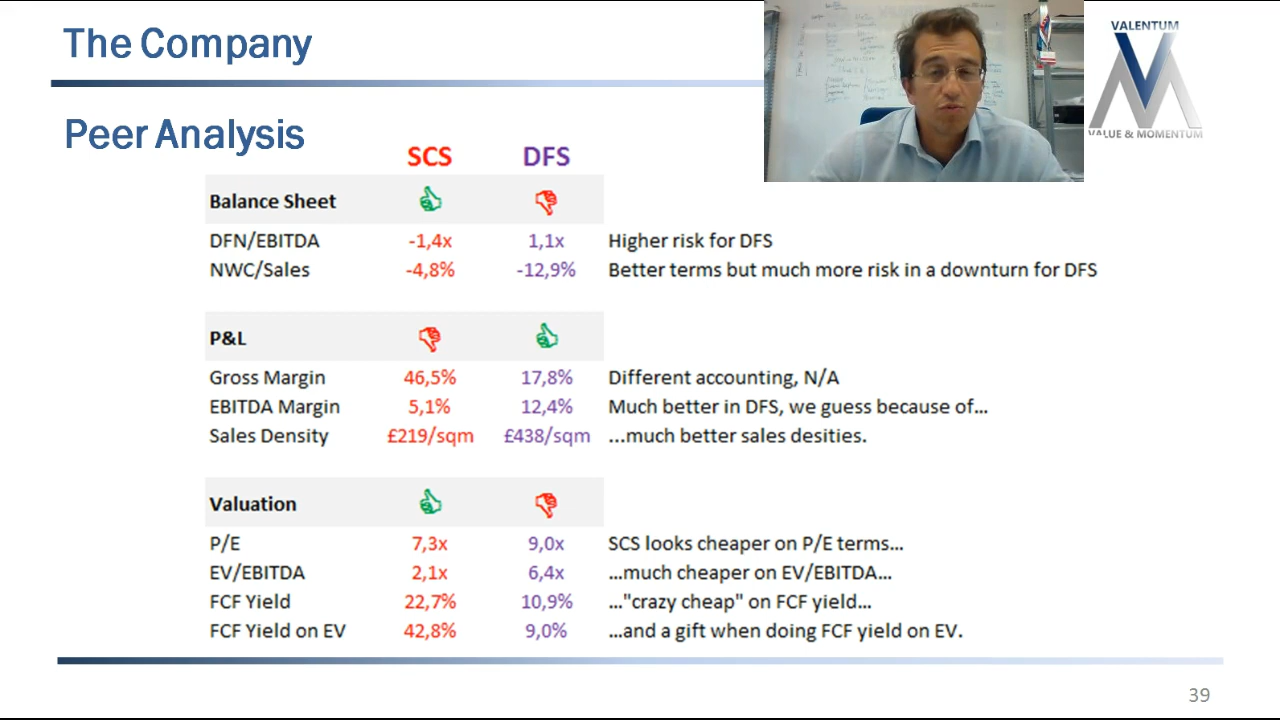 The Company
VALENTUM
VALUE & MOMENTUM
Peer Analysis
SCS DFS
Balance Sheet
DFN/EBITDA -1,4x 1,1x Higher risk for DFS
NWC/Sales -4,8% -12,9% Better terms but much more risk in a downturn for DFS
P&L
Gross Margin 46,5% 17,8% Different accounting, N/A
EBITDA Margin 5,1% 12,4% Much better in DFS, we guess because of...
Sales Density £219/sqm £438/sqm ...much better sales desities.
Valuation
P/E 7,3x 9,0x SCS looks cheaper on P/E terms...
EV/EBITDA 2,1x 6,4x ...much cheaper on EV/EBITDA...
FCF Yield 22,7% 10,9% ..."crazy cheap" on FCF yield...
FCF Yield on EV 42,8% 9,0% ...and a gift when doing FCF yield on EV.
39